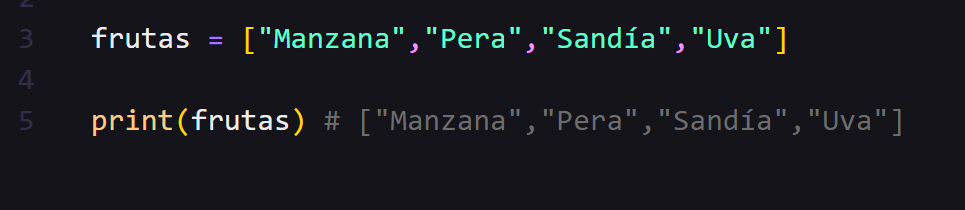 2
3 frutas = ["Manzana","Pera","Sandía","Uva"]
4
5 print(frutas) # ["Manzana","Pera","Sandía","Uva"]